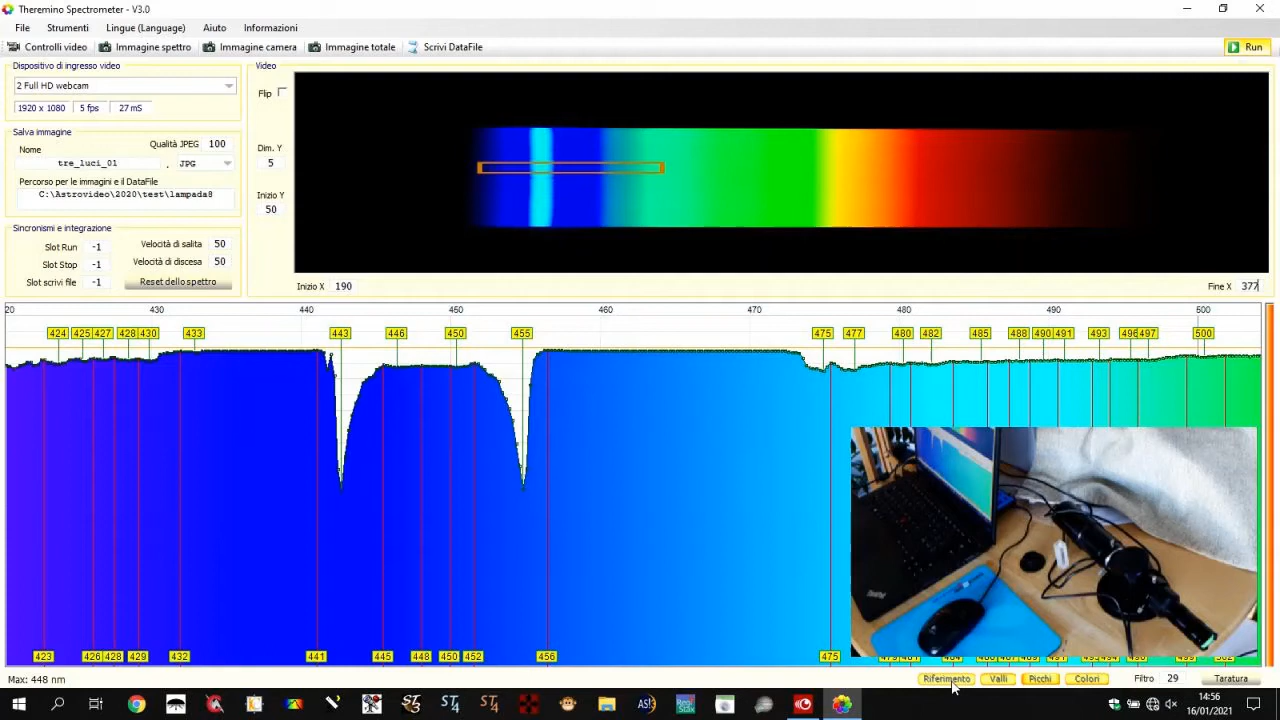 Theremino Spectrometer - V3.0
File Strumenti Lingue (Language) Aiuto Informazioni
Controlli video Immagine spettro Immagine camera Immagine totale Scrivi DataFile Run
Dispositivo di ingresso video
2 Full HD webcam
1920 x 1080 5 fps 27 mS
Salva immagine
Qualità JPEG 100
Nome
tre_luci_01 . JPG
Percorso per le immagini e il DataFile
C:\Astrovideo\2020\test\lampada8
Sincronismi e integrazione
Slot Run -1 Velocità di salita 50
Slot Stop -1 Velocità di discesa 50
Slot scrivi file -1 Reset dello spettro
Video
Flip
Dim. Y
5
Inizio Y
50
Inizio X 190 Fine X 377
20 430 440 450 460 470 480 490 500
424 425 427 428 430 433 443 446 450 455 475 477 480 482 485 488 490 491 493 496 497 500
ThinkPad
423 426 428 429 432 441 445 448 450 452 456 475
Max: 448 nm Riferimento Valli Picchi Colori Filtro 29 Taratura
14:56
16/01/2021